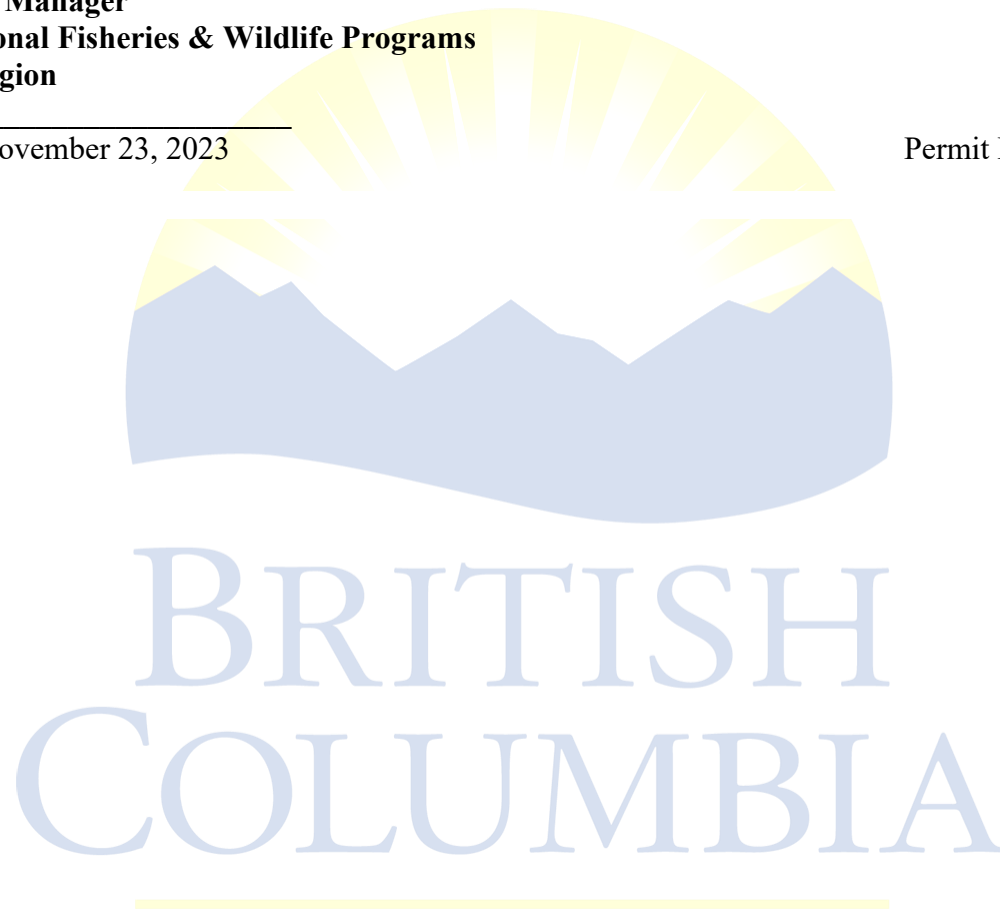 Manager
onal Fisheries & Wildlife Programs
gion
ovember 23, 2023 Permit
BRITISH
COLUMBIA